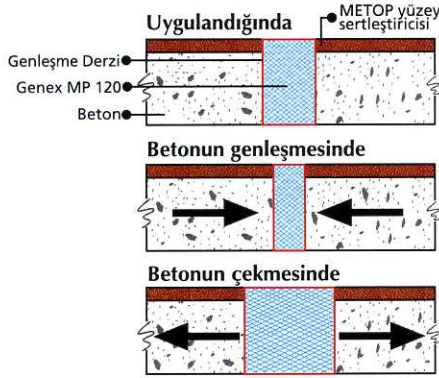 Uygulandığında
METOP yüzey
sertleştiricisi
Genleşme Derzi
Genex MP 120
Beton
Betonun genleşmesinde
Betonun çekmesinde